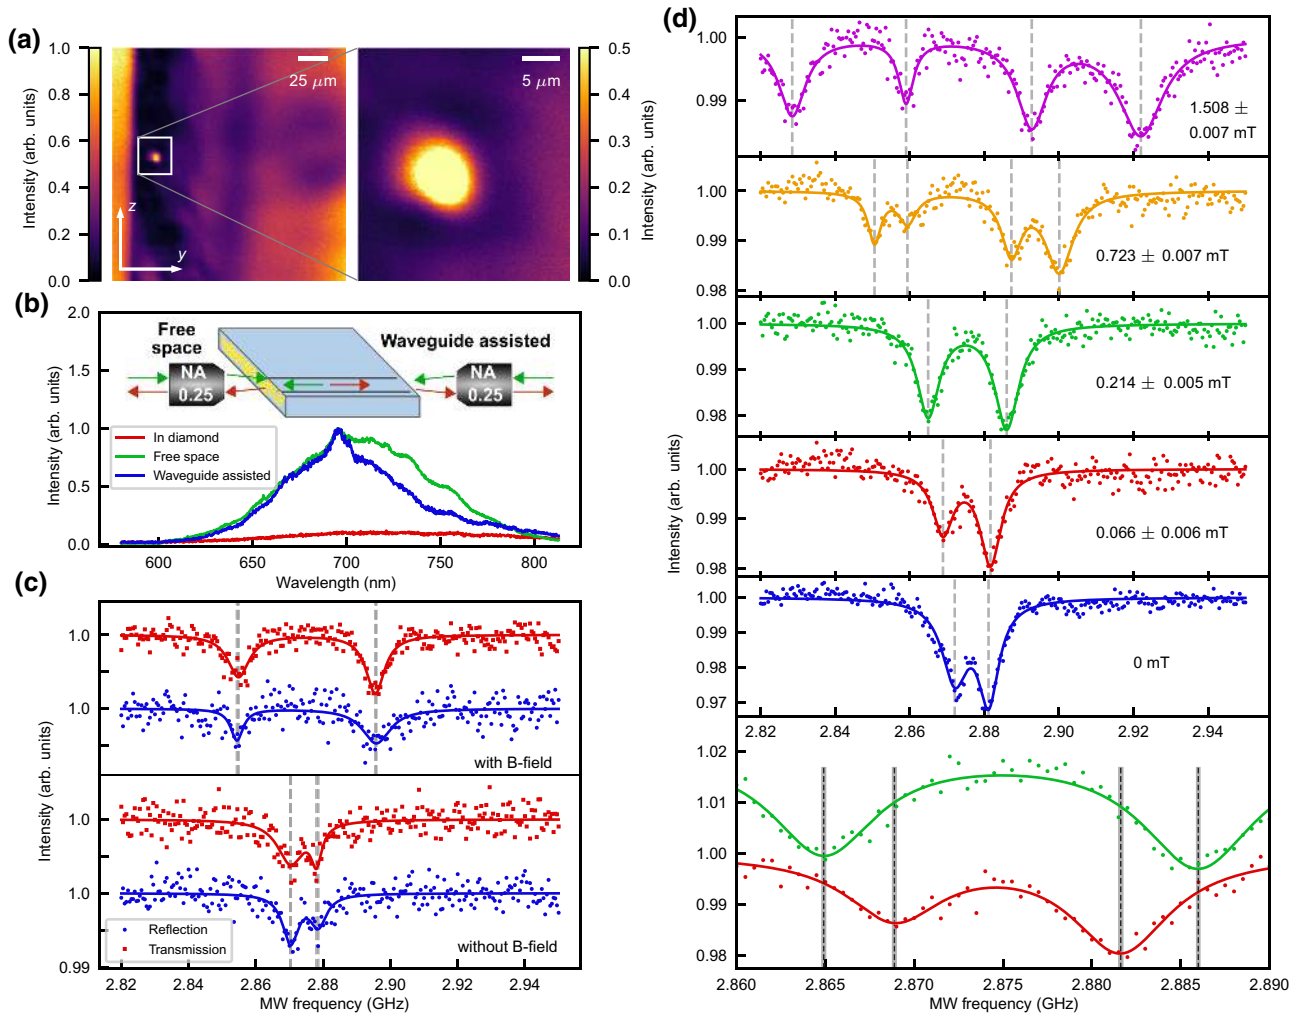 (a)
Intensity (arb. units)
1.0
0.8
0.6
0.4
0.2
0.0
25 μm
z
y
5 μm
0.5
0.4
0.3
0.2
0.1
0.0
Intensity (arb. units)
(b)
Intensity (arb. units)
2.0
1.5
1.0
0.5
0.0
Free
space
Waveguide assisted
NA
0.25
NA
0.25
In diamond
Free space
Waveguide assisted
600
650
700
750
800
Wavelength (nm)
(c)
Intensity (arb. units)
1.0
1.0
with B-field
1.0
1.0
0.99
Reflection
Transmission
without B-field
2.82
2.84
2.86
2.88
2.90
2.92
2.94
MW frequency (GHz)
(d)
Intensity (arb. units)
1.00
0.99
1.508 ±
0.007 mT
1.00
0.99
0.98
0.723 ± 0.007 mT
1.00
0.99
0.98
0.214 ± 0.005 mT
1.00
0.99
0.98
0.066 ± 0.006 mT
1.00
0.99
0.98
0.97
0 mT
2.82
2.84
2.86
2.88
2.90
2.92
2.94
1.02
1.01
1.00
0.99
0.98
2.860
2.865
2.870
2.875
2.880
2.885
2.890
MW frequency (GHz)